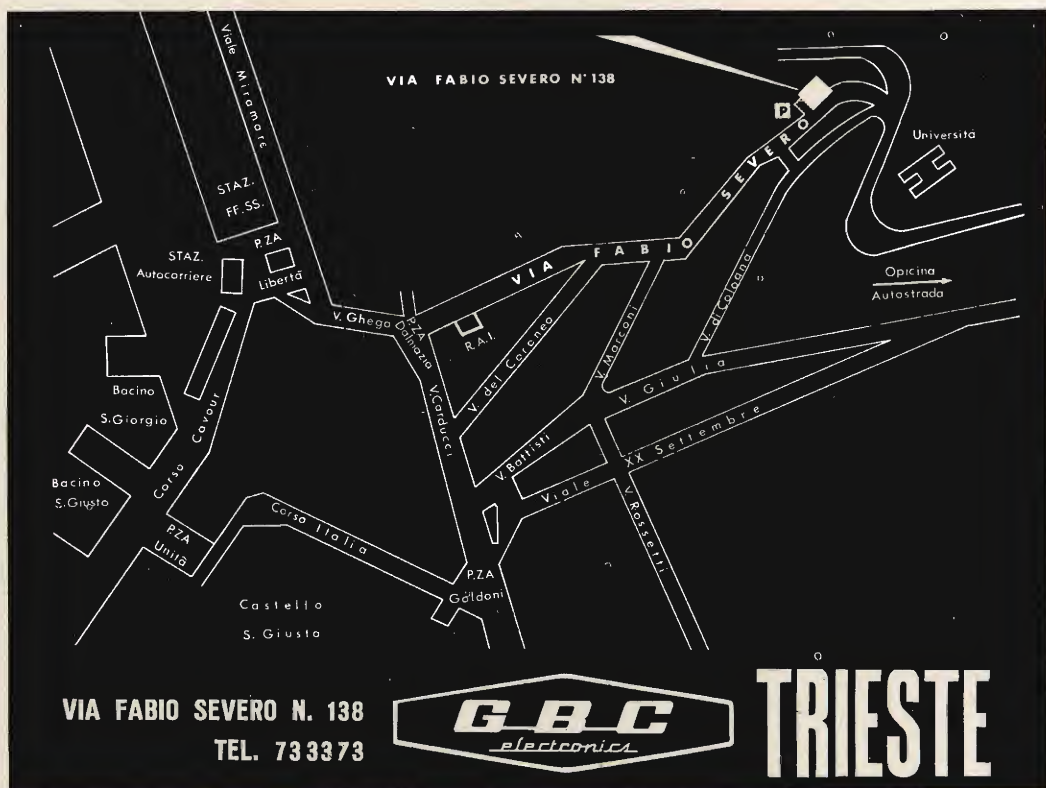 VIA FABIO SEVERO N° 138
Viale Miramare
STAZ.
FF.SS.
P.ZA
Libertà
STAZ.
Autocorriere
P
Università
VIA FABIO SEVERO
Opicina
Autostrada
V. Ghega
P.ZA
Dalmazia
R.A.I.
V. del Coroneo
V. Marconi
V. di Cologna
V. Giulia
V. Carducci
V. Battisti
Viale XX Settembre
V. Rossetti
Bacino
S. Giorgio
Corso Cavour
Bacino
S. Giusto
P.ZA
Unità
Corso Italia
P.ZA
Goldoni
Castello
S. Giusto
VIA FABIO SEVERO N. 138
TEL. 733373
GBC
electronics
TRIESTE